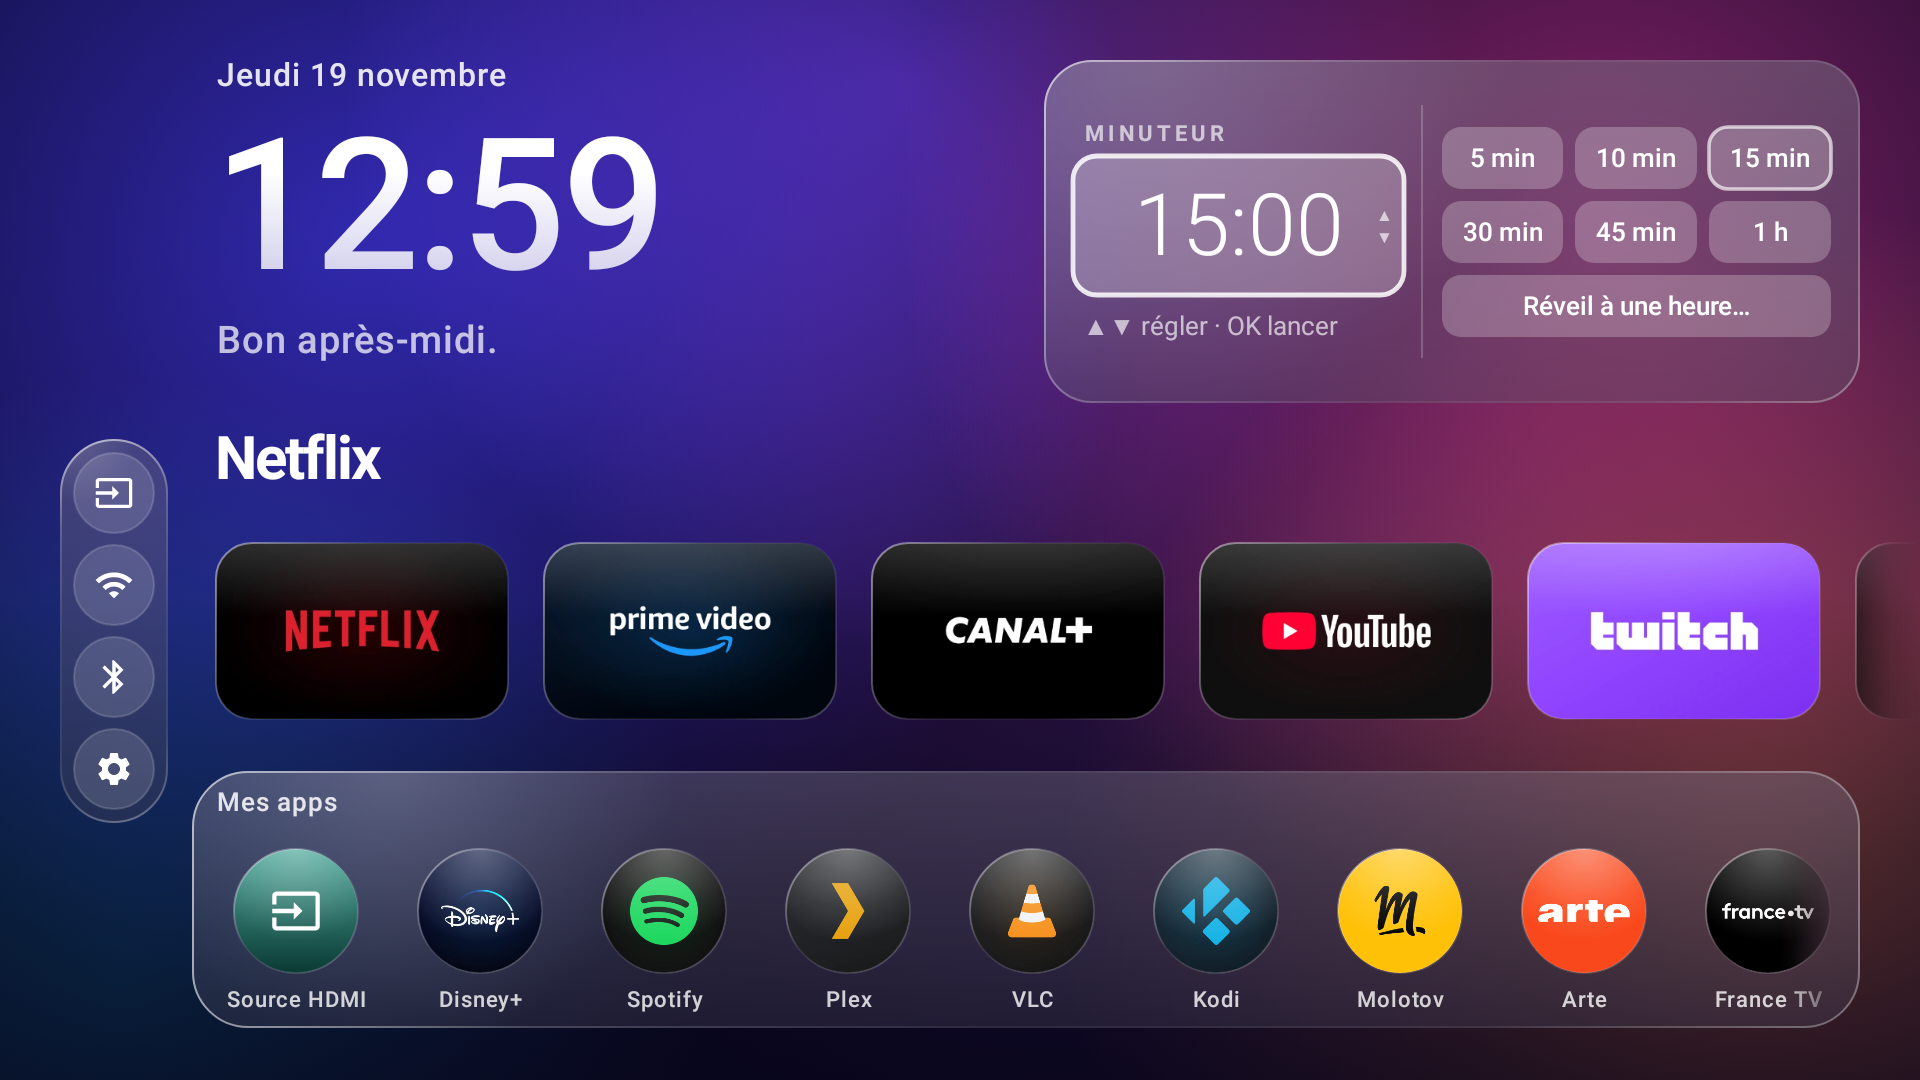 Jeudi 19 novembre
12:59
Bon après-midi.
MINUTEUR
15:00
▲
▼
▲ ▼ régler · OK lancer
5 min
10 min
15 min
30 min
45 min
1 h
Réveil à une heure...
Netflix
NETFLIX
prime video
CANAL+
YouTube
twitch
Mes apps
Disney+
M.
arte
france•tv
Source HDMI
Disney+
Spotify
Plex
VLC
Kodi
Molotov
Arte
France TV